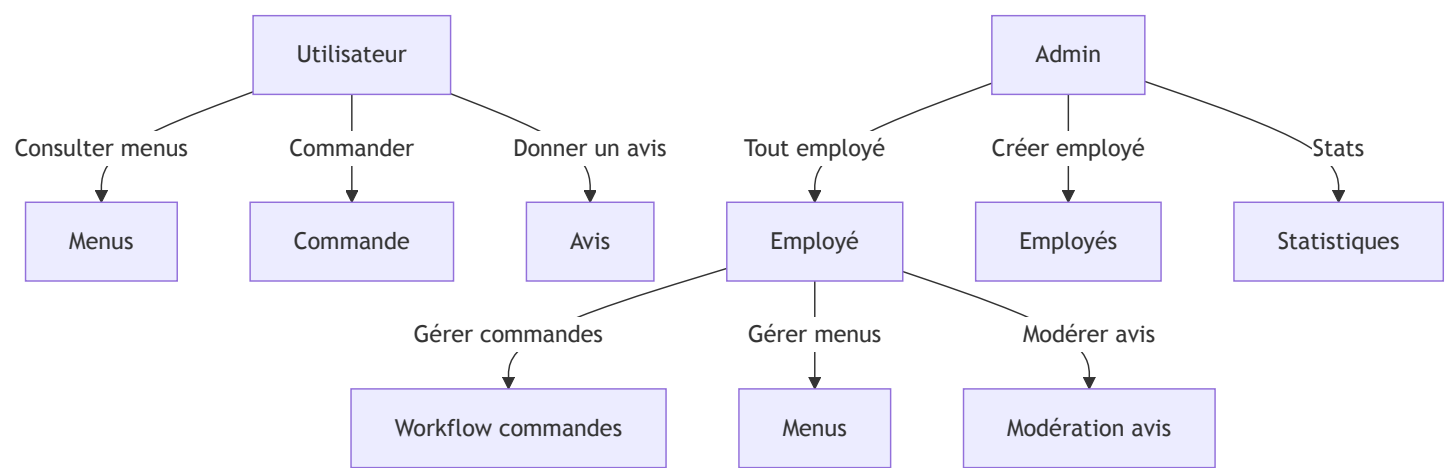 Utilisateur
Admin
Consulter menus
Commander
Donner un avis
Tout employé
Créer employé
Stats
Menus
Commande
Avis
Employé
Employés
Statistiques
Gérer commandes
Gérer menus
Modérer avis
Workflow commandes
Menus
Modération avis